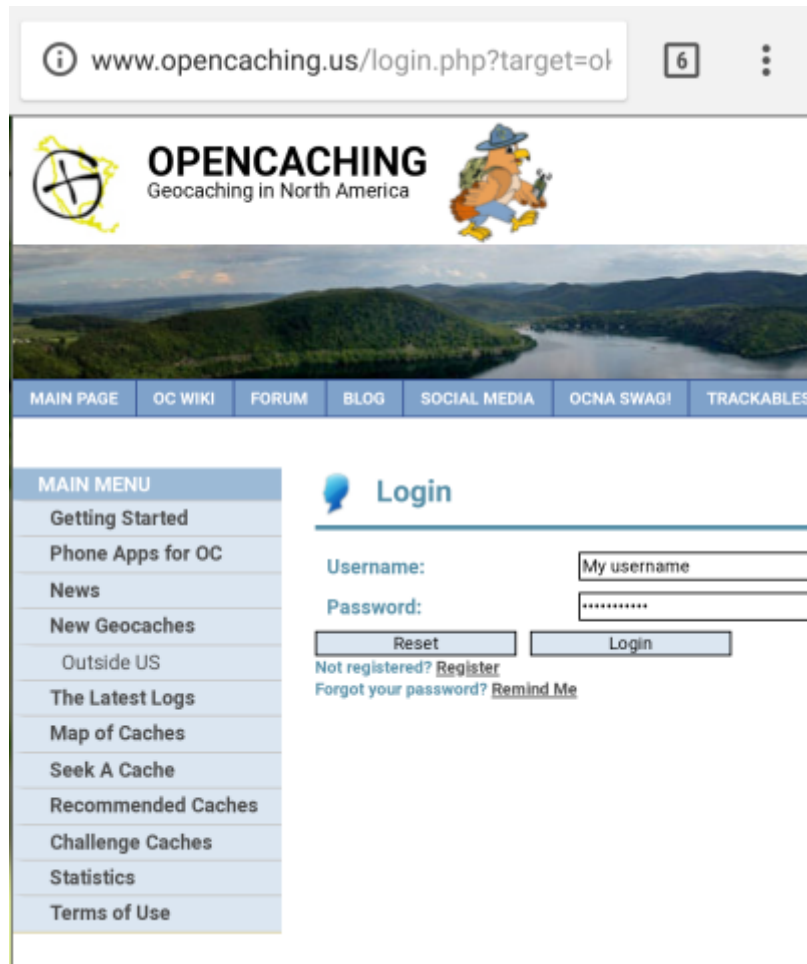 www.opencaching.us/login.php?target=ok
6
OPENCACHING
Geocaching in North America
MAIN PAGE OC WIKI FORUM BLOG SOCIAL MEDIA OCNA SWAG! TRACKABLES
MAIN MENU
Getting Started
Phone Apps for OC
News
New Geocaches
Outside US
The Latest Logs
Map of Caches
Seek A Cache
Recommended Caches
Challenge Caches
Statistics
Terms of Use
Login
Username: My username
Password: ···········
Reset Login
Not registered? Register
Forgot your password? Remind Me